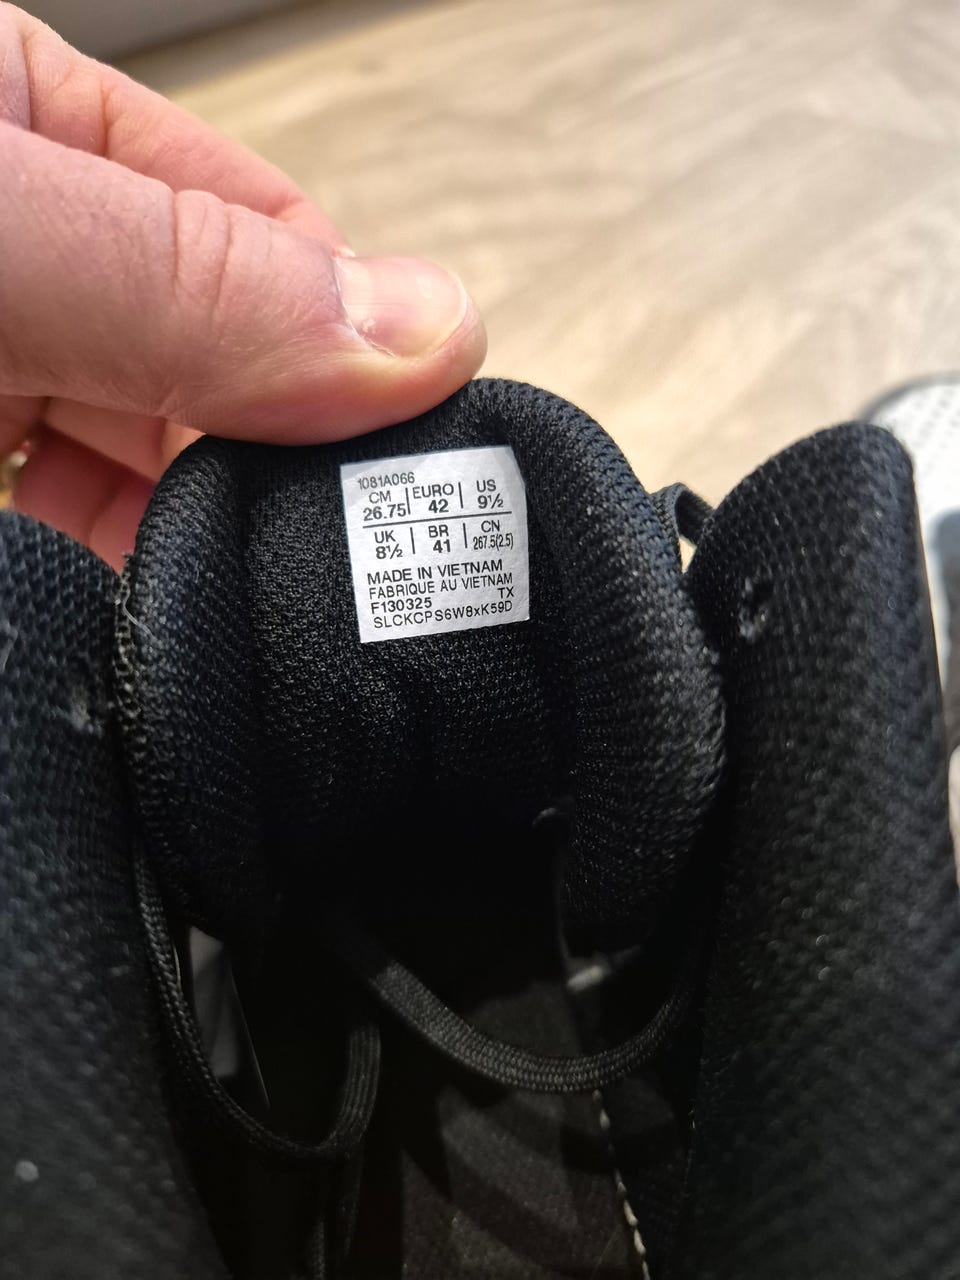 1081A066
CM EURO US
26.75 42 9½
UK BR CN
8½ 41 267.5(2.5)
MADE IN VIETNAM
FABRIQUE AU VIETNAM
F130325 TX
SLCKCPS6W8xK59D